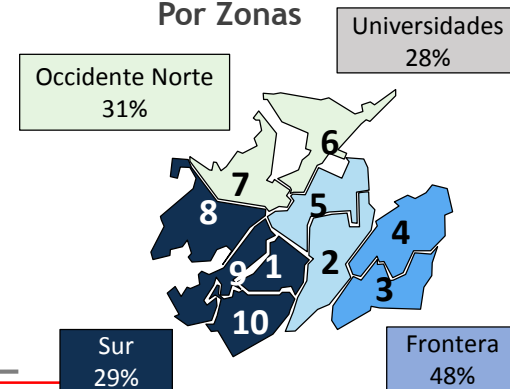 Por Zonas
Universidades
28%
Occidente Norte
31%
6
7
5
8
4
1
2
9
3
10
Sur
29%
Frontera
48%